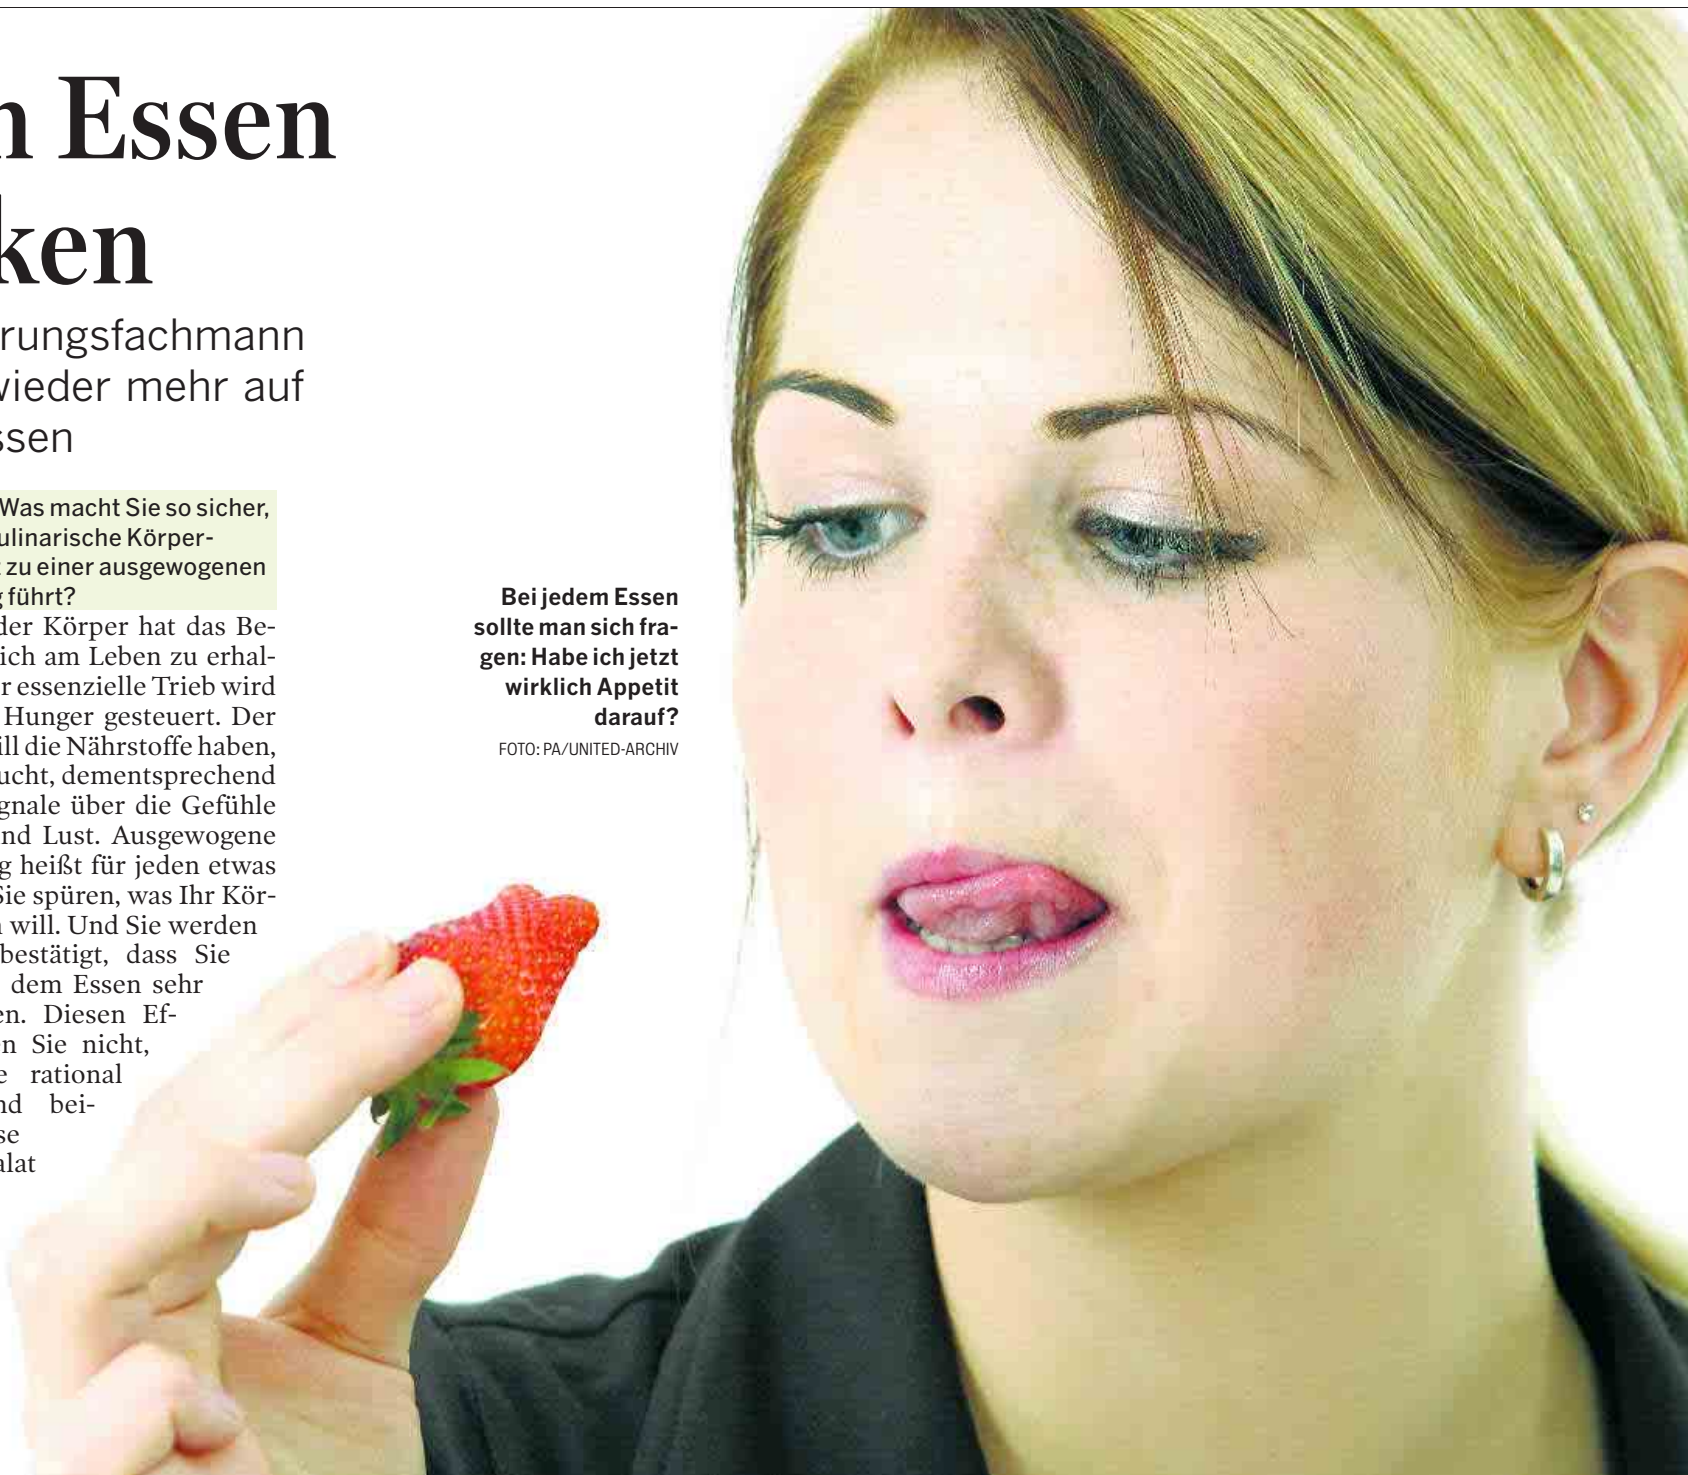 n Essen
ken
rungsfachmann
wieder mehr auf
ssen
Was macht Sie so sicher,
ulinarische Körper-
t zu einer ausgewogenen
g führt?
der Körper hat das Be-
ich am Leben zu erhal-
r essenzielle Trieb wird
Hunger gesteuert. Der
ill die Nährstoffe haben,
ucht, dementsprechend
gnale über die Gefühle
nd Lust. Ausgewogene
g heißt für jeden etwas
Sie spüren, was Ihr Kör-
n will. Und Sie werden
bestätigt, dass Sie
dem Essen sehr
en. Diesen Ef-
n Sie nicht,
e rational
nd bei-
se
alat
Bei jedem Essen
sollte man sich fra-
gen: Habe ich jetzt
wirklich Appetit
darauf?
FOTO: PA/UNITED-ARCHIV